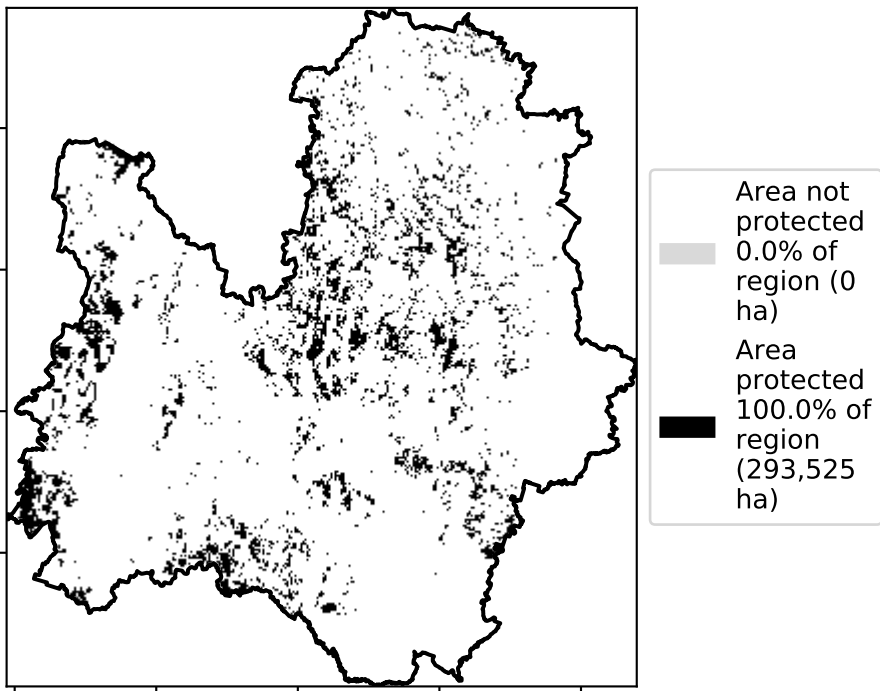 Area not
protected
0.0% of
region (0
ha)
Area
protected
100.0% of
region
(293,525
ha)